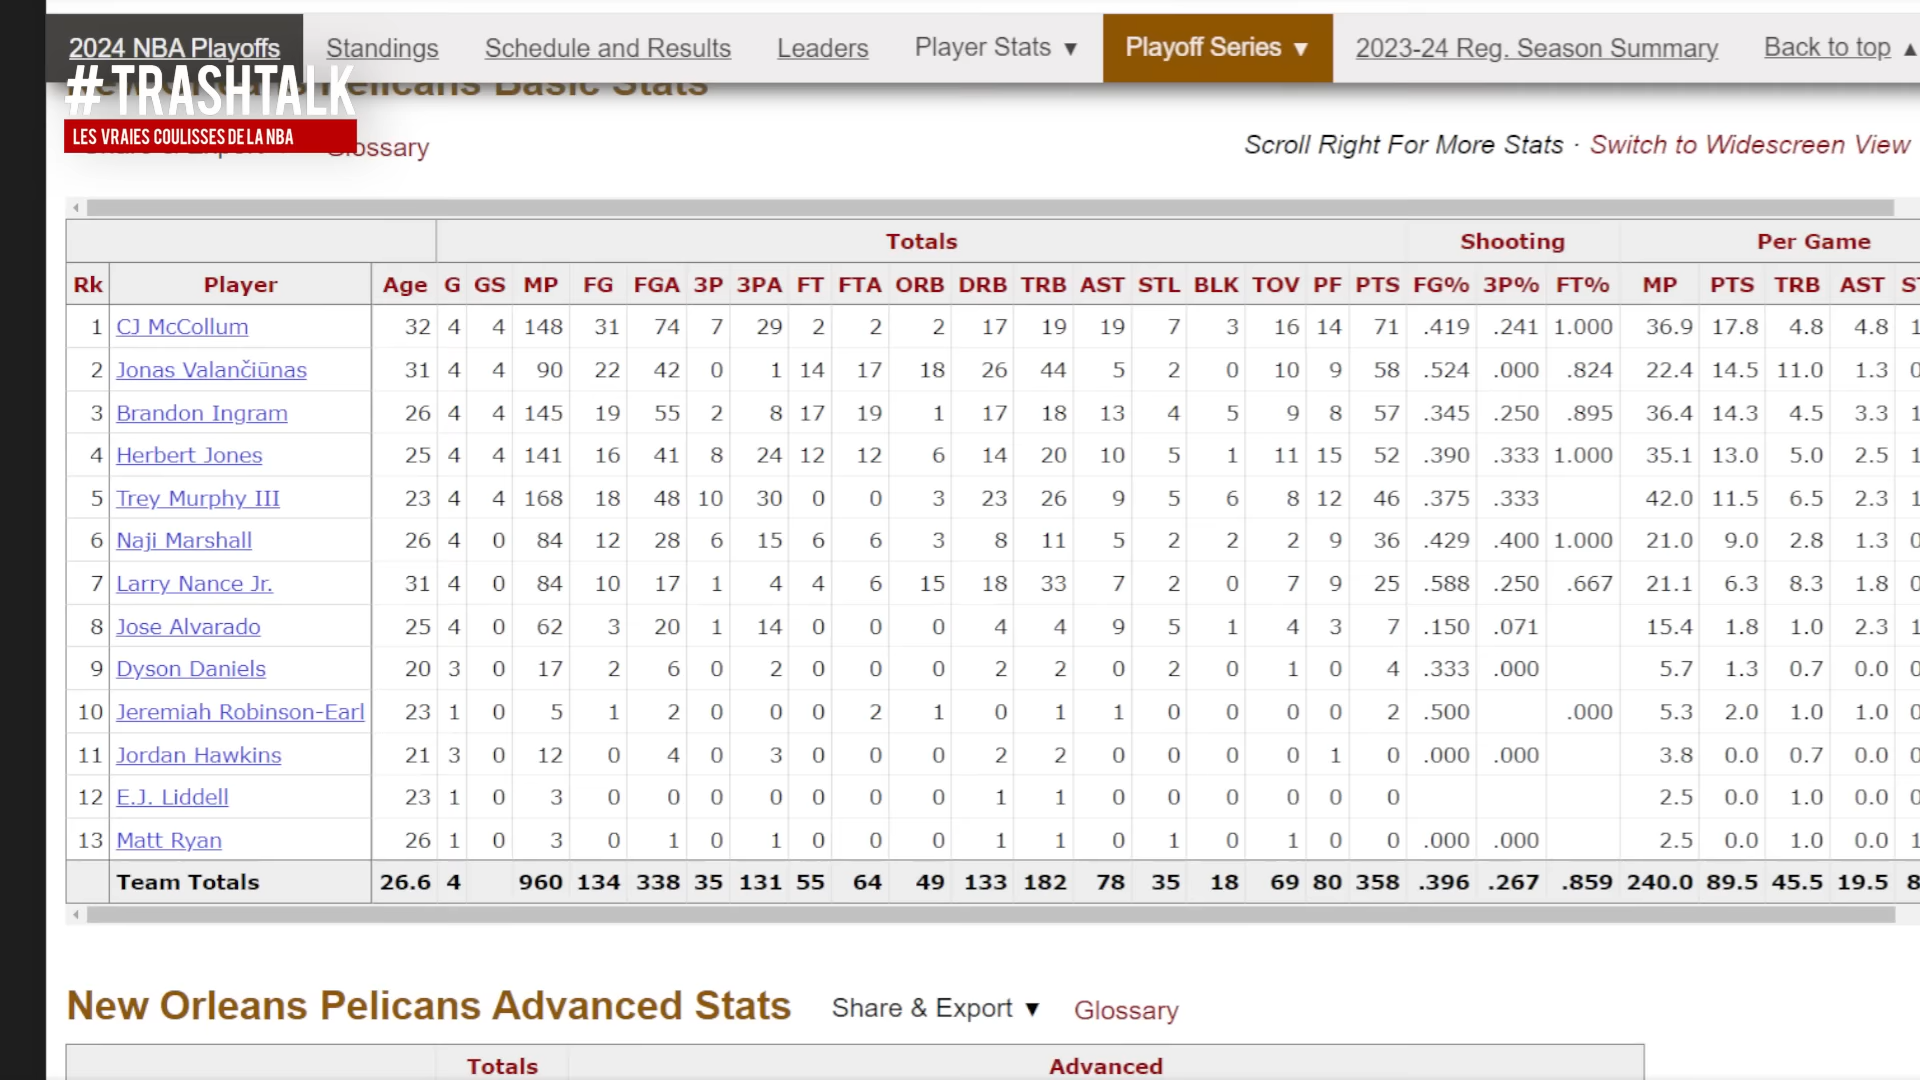 2024 NBA Playoffs Standings Schedule and Results Leaders Player Stats ▼ Playoff Series ▼ 2023-24 Reg. Season Summary Back to top ▲
#TRASHTALK
Pelicans Basic Stats
LES VRAIES COULISSES DE LA NBA
Glossary
Scroll Right For More Stats · Switch to Widescreen View
Totals Shooting Per Game
Rk Player Age G GS MP FG FGA 3P 3PA FT FTA ORB DRB TRB AST STL BLK TOV PF PTS FG% 3P% FT% MP PTS TRB AST
1 CJ McCollum 32 4 4 148 31 74 7 29 2 2 2 17 19 19 7 3 16 14 71 .419 .241 1.000 36.9 17.8 4.8 4.8
2 Jonas Valančiūnas 31 4 4 90 22 42 0 1 14 17 18 26 44 5 2 0 10 9 58 .524 .000 .824 22.4 14.5 11.0 1.3
3 Brandon Ingram 26 4 4 145 19 55 2 8 17 19 1 17 18 13 4 5 9 8 57 .345 .250 .895 36.4 14.3 4.5 3.3
4 Herbert Jones 25 4 4 141 16 41 8 24 12 12 6 14 20 10 5 1 11 15 52 .390 .333 1.000 35.1 13.0 5.0 2.5
5 Trey Murphy III 23 4 4 168 18 48 10 30 0 0 3 23 26 9 5 6 8 12 46 .375 .333 42.0 11.5 6.5 2.3
6 Naji Marshall 26 4 0 84 12 28 6 15 6 6 3 8 11 5 2 2 2 9 36 .429 .400 1.000 21.0 9.0 2.8 1.3
7 Larry Nance Jr. 31 4 0 84 10 17 1 4 4 6 15 18 33 7 2 0 7 9 25 .588 .250 .667 21.1 6.3 8.3 1.8
8 Jose Alvarado 25 4 0 62 3 20 1 14 0 0 0 4 4 9 5 1 4 3 7 .150 .071 15.4 1.8 1.0 2.3
9 Dyson Daniels 20 3 0 17 2 6 0 2 0 0 0 2 2 0 2 0 1 0 4 .333 .000 5.7 1.3 0.7 0.0
10 Jeremiah Robinson-Earl 23 1 0 5 1 2 0 0 0 2 1 0 1 1 0 0 0 0 2 .500 .000 5.3 2.0 1.0 1.0
11 Jordan Hawkins 21 3 0 12 0 4 0 3 0 0 0 2 2 0 0 0 0 1 0 .000 .000 3.8 0.0 0.7 0.0
12 E.J. Liddell 23 1 0 3 0 0 0 0 0 0 0 1 1 0 0 0 0 0 0 2.5 0.0 1.0 0.0
13 Matt Ryan 26 1 0 3 0 1 0 1 0 0 0 1 1 0 1 0 1 0 0 .000 .000 2.5 0.0 1.0 0.0
Team Totals 26.6 4 960 134 338 35 131 55 64 49 133 182 78 35 18 69 80 358 .396 .267 .859 240.0 89.5 45.5 19.5
New Orleans Pelicans Advanced Stats Share & Export ▼ Glossary
Totals Advanced